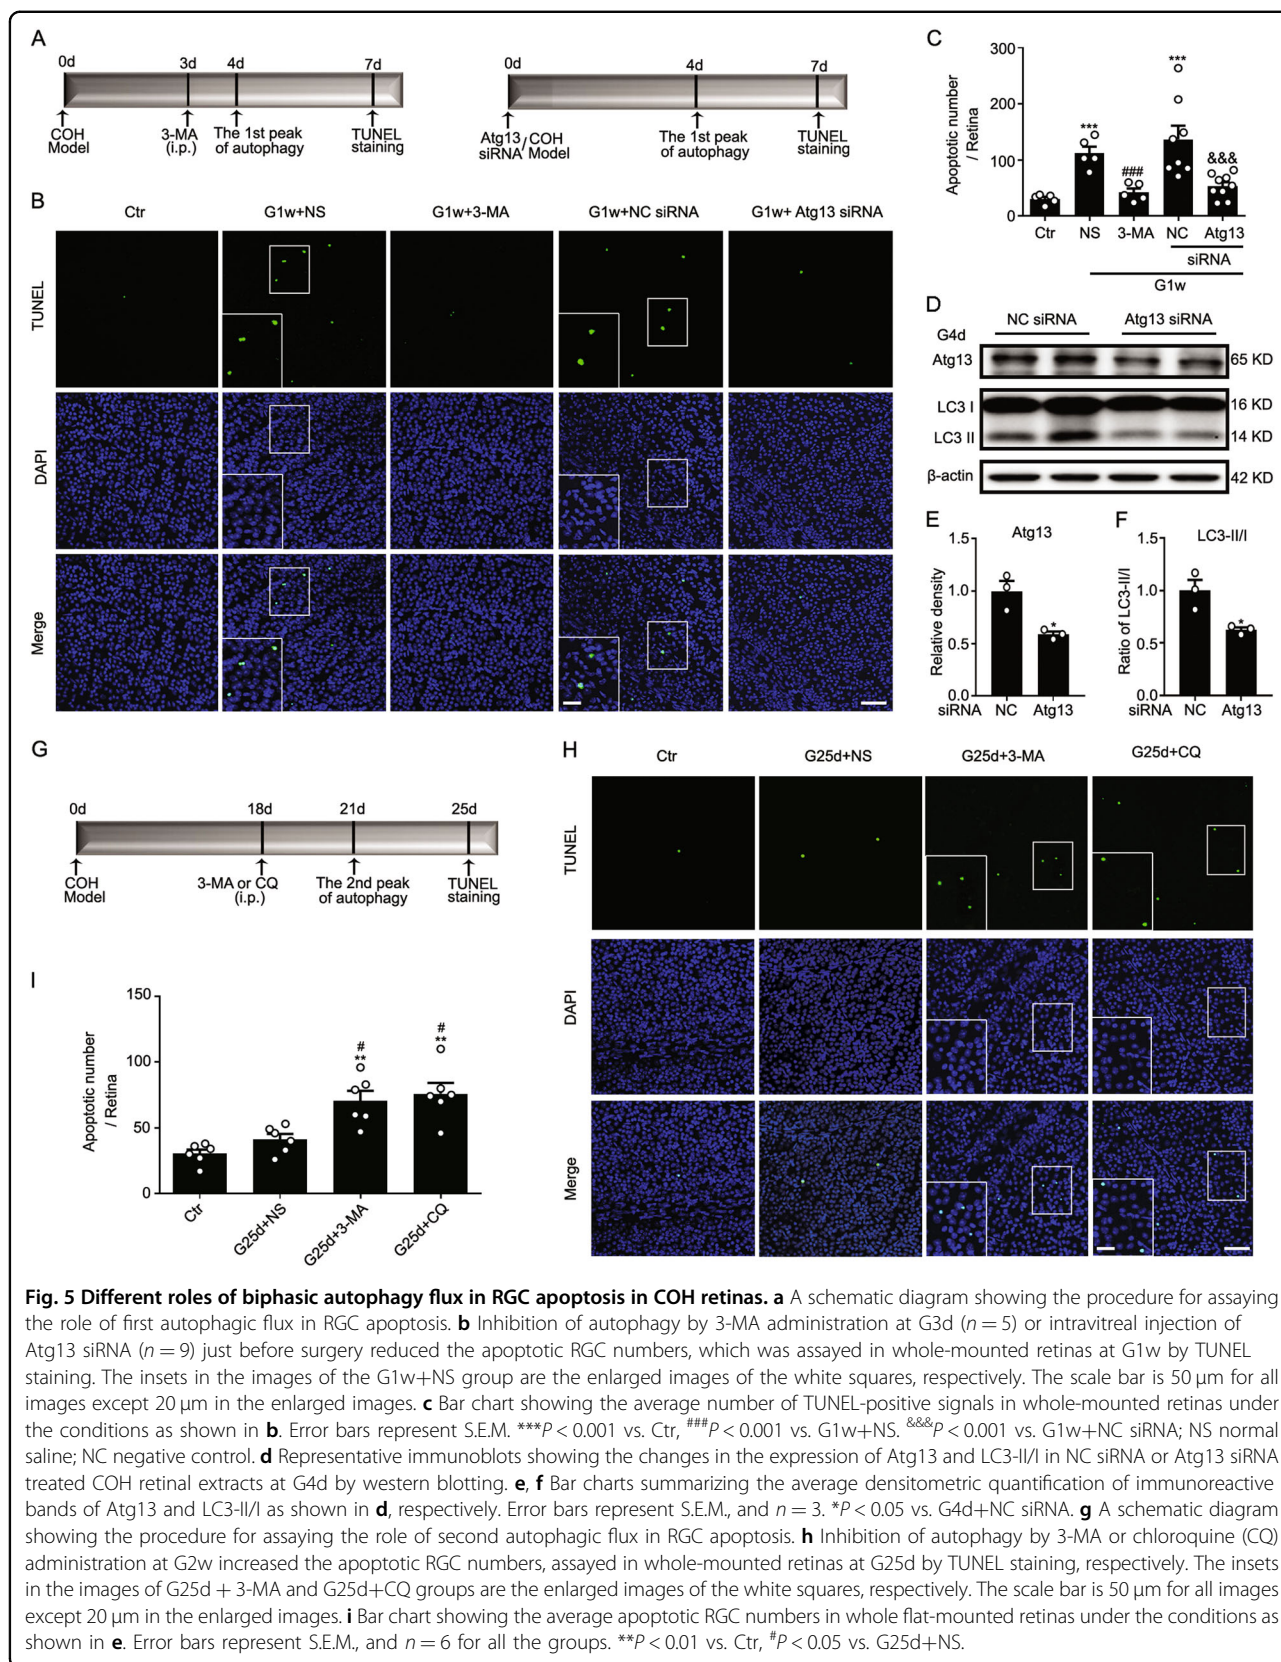 A
0d 3d 4d 7d
COH Model
3-MA (i.p.)
The 1st peak of autophagy
TUNEL staining
0d 4d 7d
Atg13 siRNA / COH Model
The 1st peak of autophagy
TUNEL staining
B
Ctr G1w+NS G1w+3-MA G1w+NC siRNA G1w+ Atg13 siRNA
TUNEL
DAPI
Merge
C
Apoptotic number / Retina
300
200
100
0
*** ### *** &&&
Ctr NS 3-MA NC Atg13
siRNA
G1w
D
NC siRNA Atg13 siRNA
G4d
Atg13 65 KD
LC3 I 16 KD
LC3 II 14 KD
β-actin 42 KD
E
Atg13
Relative density
1.5
1.0
0.5
0.0
*
siRNA NC Atg13
F
LC3-II/I
Ratio of LC3-II/I
1.5
1.0
0.5
0.0
*
siRNA NC Atg13
G
0d 18d 21d 25d
COH Model
3-MA or CQ (i.p.)
The 2nd peak of autophagy
TUNEL staining
H
Ctr G25d+NS G25d+3-MA G25d+CQ
TUNEL
DAPI
Merge
I
Apoptotic number / Retina
150
100
50
0
# #
** **
Ctr G25d+NS G25d+3-MA G25d+CQ
Fig. 5 Different roles of biphasic autophagy flux in RGC apoptosis in COH retinas. a A schematic diagram showing the procedure for assaying
the role of first autophagic flux in RGC apoptosis. b Inhibition of autophagy by 3-MA administration at G3d (n = 5) or intravitreal injection of
Atg13 siRNA (n = 9) just before surgery reduced the apoptotic RGC numbers, which was assayed in whole-mounted retinas at G1w by TUNEL
staining. The insets in the images of the G1w+NS group are the enlarged images of the white squares, respectively. The scale bar is 50 μm for all
images except 20 μm in the enlarged images. c Bar chart showing the average number of TUNEL-positive signals in whole-mounted retinas under
the conditions as shown in b. Error bars represent S.E.M. ***P < 0.001 vs. Ctr, ###P < 0.001 vs. G1w+NS. &&&P < 0.001 vs. G1w+NC siRNA; NS normal
saline; NC negative control. d Representative immunoblots showing the changes in the expression of Atg13 and LC3-II/I in NC siRNA or Atg13 siRNA
treated COH retinal extracts at G4d by western blotting. e, f Bar charts summarizing the average densitometric quantification of immunoreactive
bands of Atg13 and LC3-II/I as shown in d, respectively. Error bars represent S.E.M., and n = 3. *P < 0.05 vs. G4d+NC siRNA. g A schematic diagram
showing the procedure for assaying the role of second autophagic flux in RGC apoptosis. h Inhibition of autophagy by 3-MA or chloroquine (CQ)
administration at G2w increased the apoptotic RGC numbers, assayed in whole-mounted retinas at G25d by TUNEL staining, respectively. The insets
in the images of G25d + 3-MA and G25d+CQ groups are the enlarged images of the white squares, respectively. The scale bar is 50 μm for all images
except 20 μm in the enlarged images. i Bar chart showing the average apoptotic RGC numbers in whole flat-mounted retinas under the conditions as
shown in e. Error bars represent S.E.M., and n = 6 for all the groups. **P < 0.01 vs. Ctr, #P < 0.05 vs. G25d+NS.